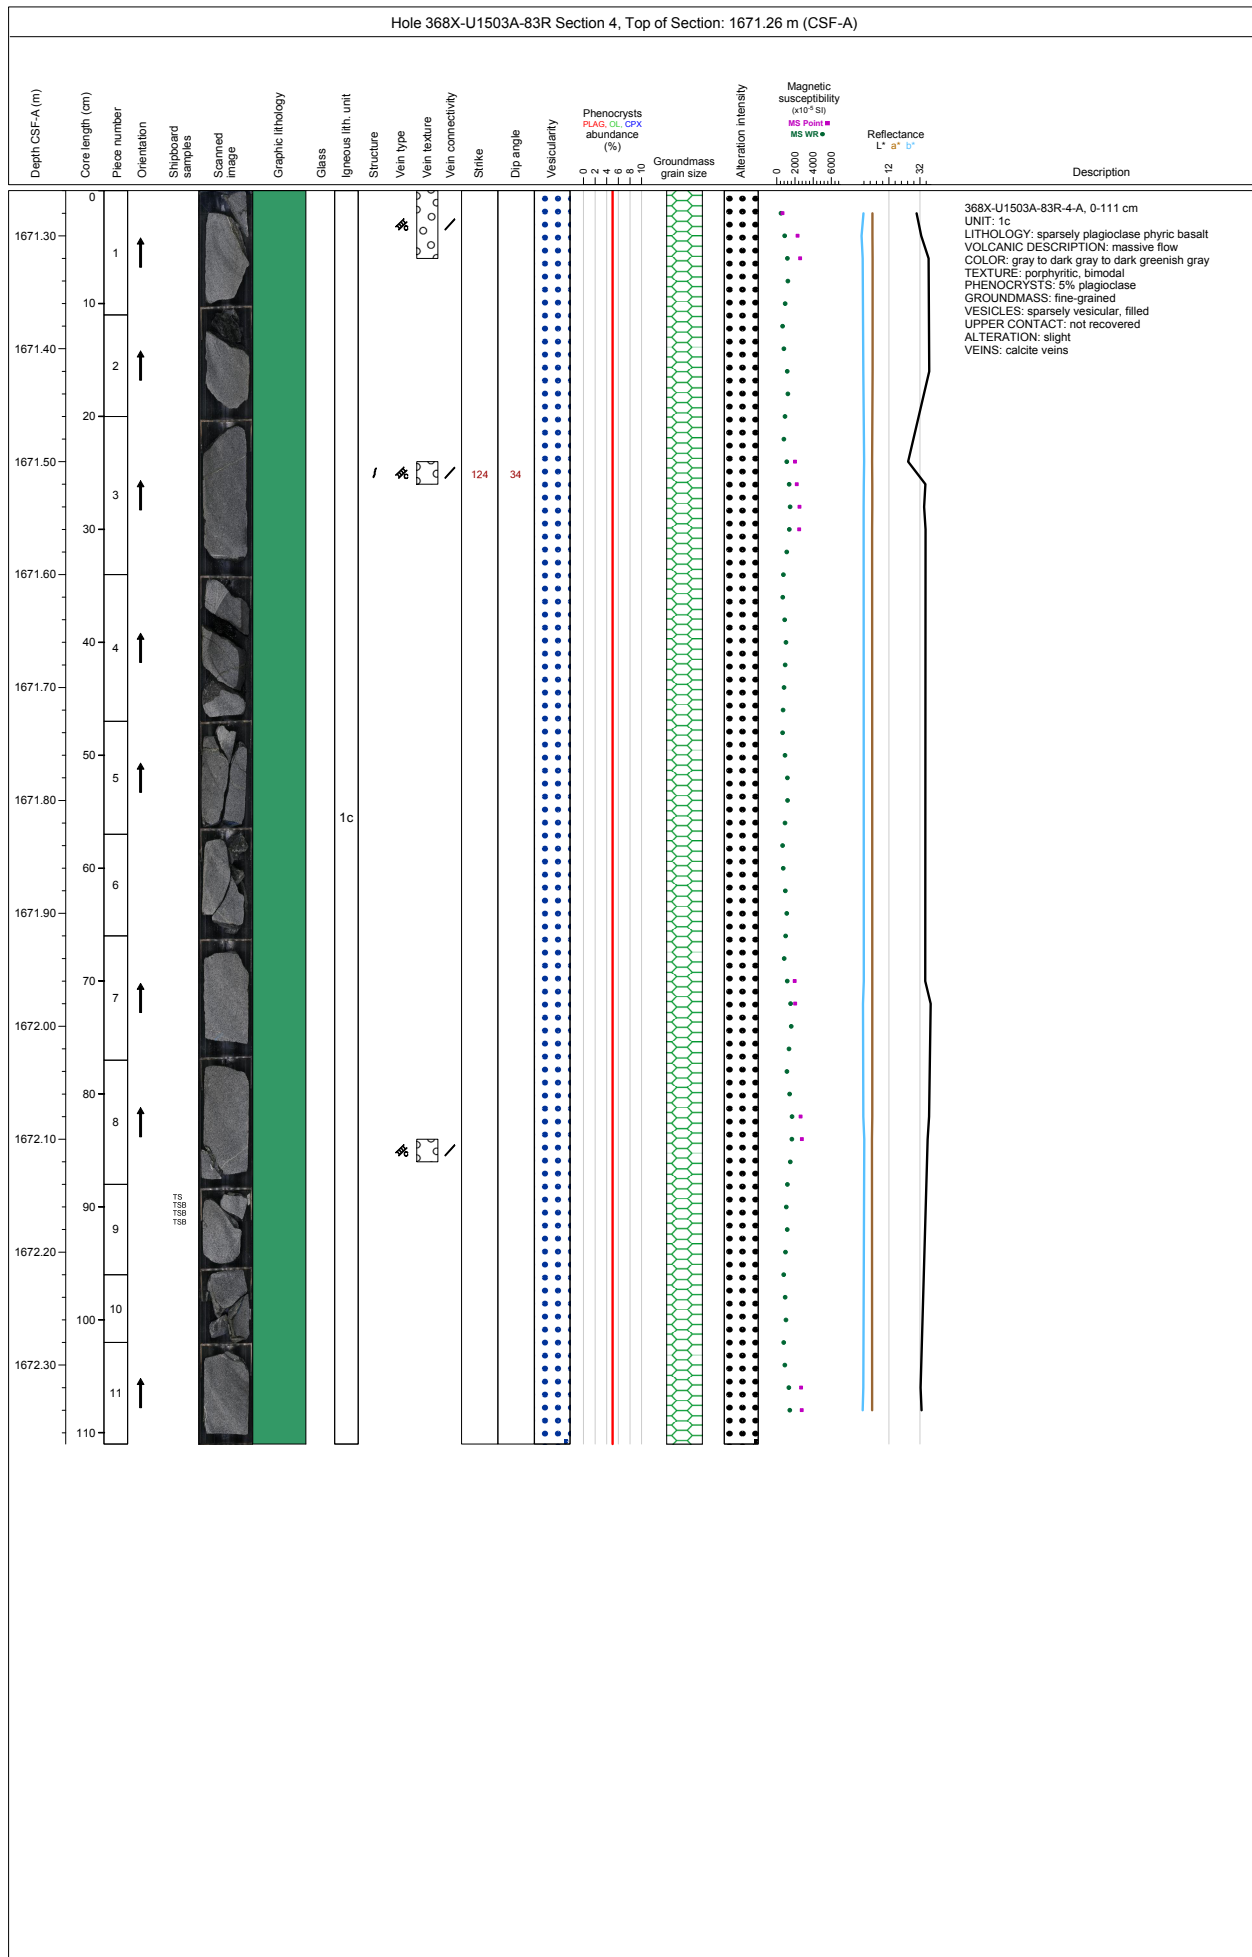 Hole 368X-U1503A-83R Section 4, Top of Section: 1671.26 m (CSF-A)
Depth CSF-A (m)
Core length (cm)
Piece number
Orientation
Shipboard
samples
Scanned
image
Graphic lithology
Glass
Igneous lith. unit
Structure
Vein type
Vein texture
Vein connectivity
Strike
Dip angle
Vesicularity
Phenocrysts
PLAG, OL, CPX
abundance
(%)
0 2 4 6 8 10
Groundmass
grain size
Alteration intensity
Magnetic
susceptibility
(x10-5 SI)
MS Point
MS WR
0 2000 4000 6000
Reflectance
L* a* b*
12 32
Description
0
1671.30
1
10
1671.40
2
20
1671.50
3
124 34
30
1671.60
4
40
1671.70
50
5
1671.80
1c
60
6
1671.90
70
7
1672.00
80
8
1672.10
TS
TSB
TSB
TSB
90
9
1672.20
10
100
1672.30
11
110
368X-U1503A-83R-4-A, 0-111 cm
UNIT: 1c
LITHOLOGY: sparsely plagioclase phyric basalt
VOLCANIC DESCRIPTION: massive flow
COLOR: gray to dark gray to dark greenish gray
TEXTURE: porphyritic, bimodal
PHENOCRYSTS: 5% plagioclase
GROUNDMASS: fine-grained
VESICLES: sparsely vesicular, filled
UPPER CONTACT: not recovered
ALTERATION: slight
VEINS: calcite veins